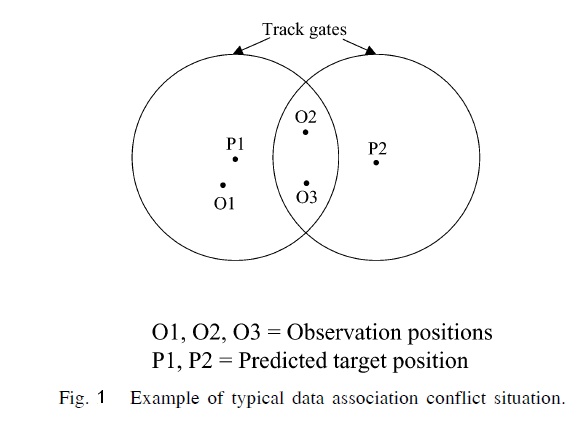 Track gates
O2
P1
P2
O1
O3
O1, O2, O3 = Observation positions
P1, P2 = Predicted target position
Fig. 1 Example of typical data association conflict situation.